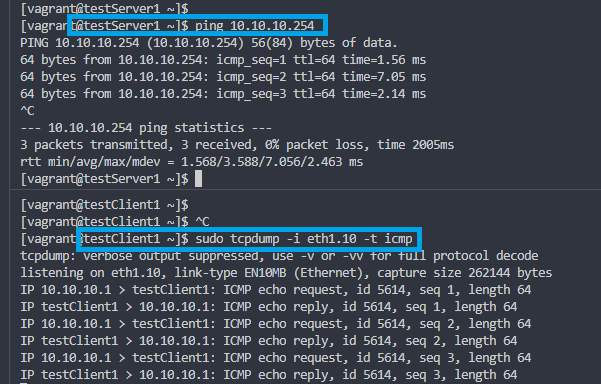 [vagrant@testServer1 ~]$
[vagrant@testServer1 ~]$ ping 10.10.10.254
PING 10.10.10.254 (10.10.10.254) 56(84) bytes of data.
64 bytes from 10.10.10.254: icmp_seq=1 ttl=64 time=1.56 ms
64 bytes from 10.10.10.254: icmp_seq=2 ttl=64 time=7.05 ms
64 bytes from 10.10.10.254: icmp_seq=3 ttl=64 time=2.14 ms
^C
--- 10.10.10.254 ping statistics ---
3 packets transmitted, 3 received, 0% packet loss, time 2005ms
rtt min/avg/max/mdev = 1.568/3.588/7.056/2.463 ms
[vagrant@testServer1 ~]$
[vagrant@testClient1 ~]$
[vagrant@testClient1 ~]$ ^C
[vagrant@testClient1 ~]$ sudo tcpdump -i eth1.10 -t icmp
tcpdump: verbose output suppressed, use -v or -vv for full protocol decode
listening on eth1.10, link-type EN10MB (Ethernet), capture size 262144 bytes
IP 10.10.10.1 > testClient1: ICMP echo request, id 5614, seq 1, length 64
IP testClient1 > 10.10.10.1: ICMP echo reply, id 5614, seq 1, length 64
IP 10.10.10.1 > testClient1: ICMP echo request, id 5614, seq 2, length 64
IP testClient1 > 10.10.10.1: ICMP echo reply, id 5614, seq 2, length 64
IP 10.10.10.1 > testClient1: ICMP echo request, id 5614, seq 3, length 64
IP testClient1 > 10.10.10.1: ICMP echo reply, id 5614, seq 3, length 64